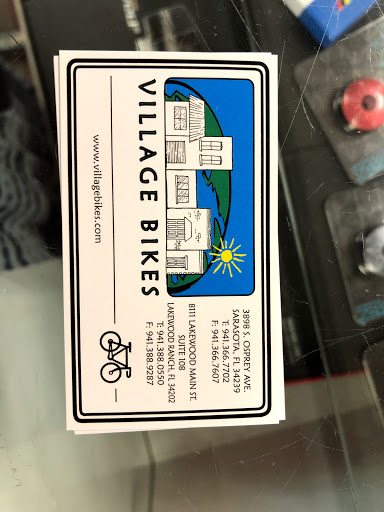 3898 S. OSPREY AVE.
SARASOTA, FL 34239
T: 941.366.7702
F: 941.366.7607
8111 LAKEWOOD MAIN ST.
SUITE 108
LAKEWOOD RANCH, FL 34202
T: 941.388.0550
F: 941.388.9287
VILLAGE BIKES
www.villagebikes.com